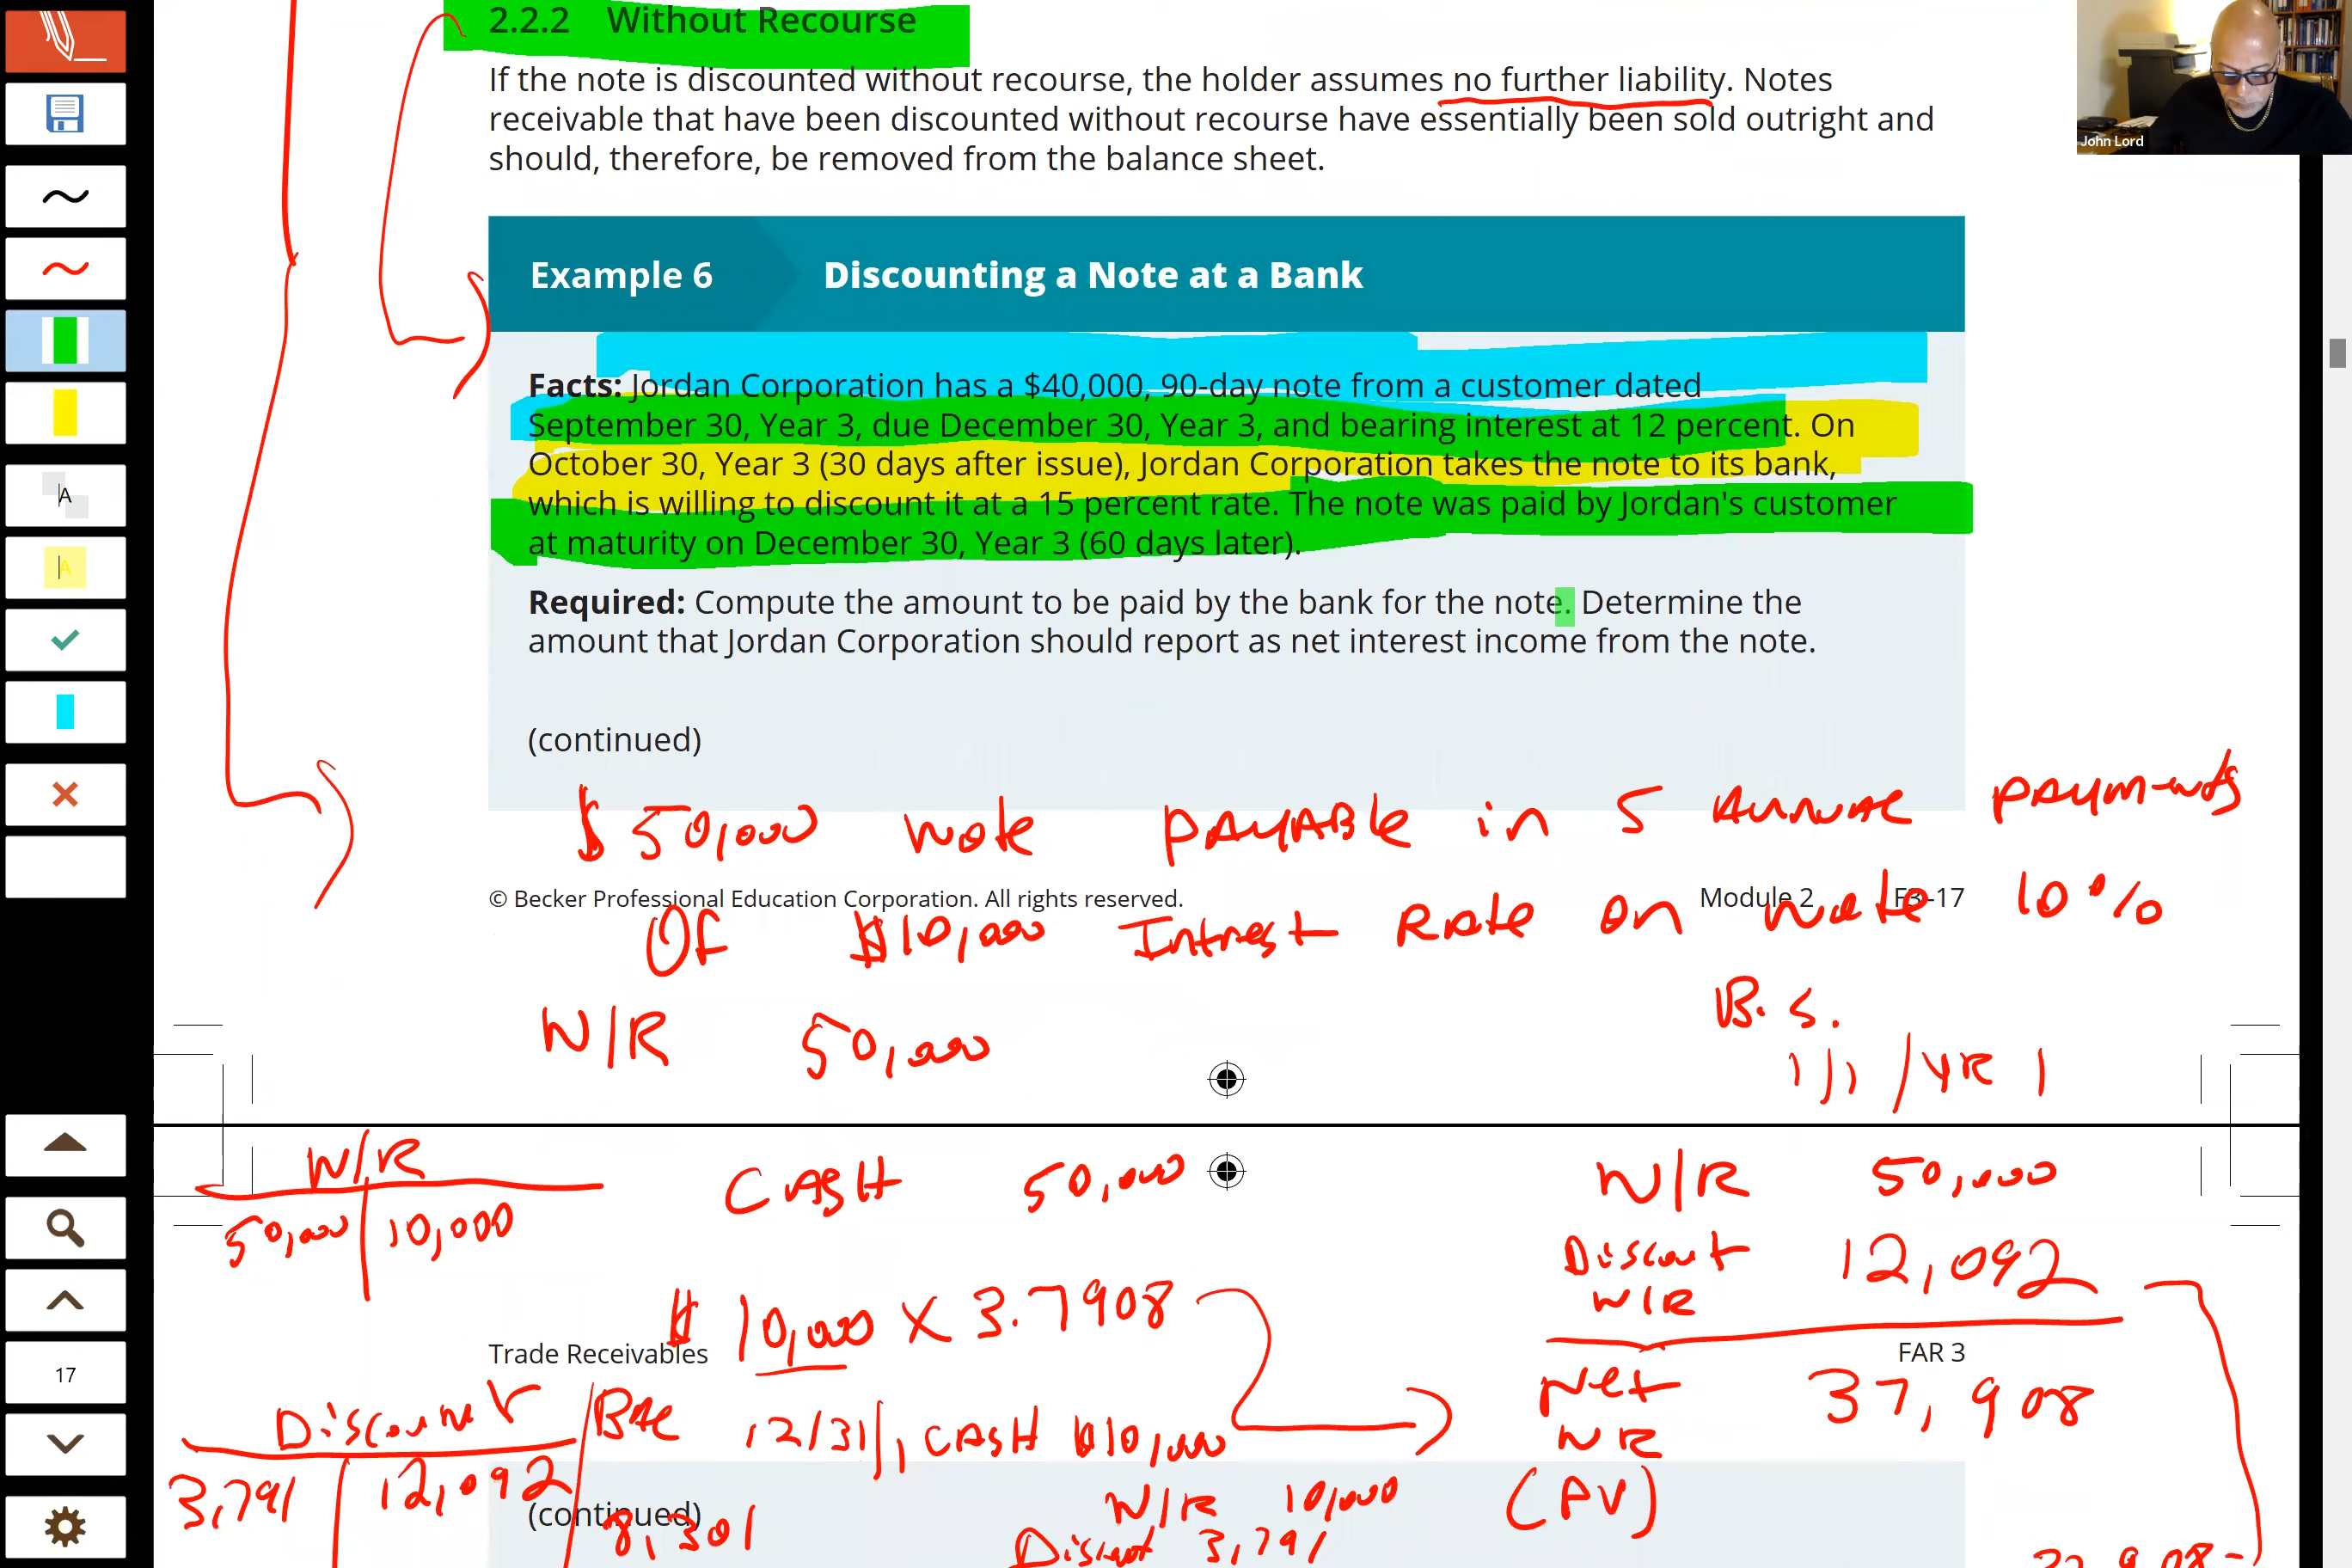 2.2.2 Without Recourse
If the note is discounted without recourse, the holder assumes no further liability. Notes
receivable that have been discounted without recourse have essentially been sold outright and
should, therefore, be removed from the balance sheet.
John Lord
Example 6 Discounting a Note at a Bank
Facts: Jordan Corporation has a $40,000, 90-day note from a customer dated
September 30, Year 3, due December 30, Year 3, and bearing interest at 12 percent. On
October 30, Year 3 (30 days after issue), Jordan Corporation takes the note to its bank,
which is willing to discount it at a 15 percent rate. The note was paid by Jordan's customer
at maturity on December 30, Year 3 (60 days later).
Required: Compute the amount to be paid by the bank for the note. Determine the
amount that Jordan Corporation should report as net interest income from the note.
(continued)
$50,000 Note PAYABLE in 5 Annual PAYMents
© Becker Professional Education Corporation. All rights reserved. Module 2 F3-17
OF $10,000 Interest Rate on Note 10%
N/R 50,000
B.S.
1/1/YR 1
N/R
50,000 10,000
CASH 50,000
N/R 50,000
Discount N/R 12,092
$10,000 X 3.7908
Trade Receivables FAR 3
Net NR 37,908
(PV)
Discount
3,791 12,092
12/31/1 CASH $10,000
N/R 10,000
(continued)
8,301
Discount 3,791
A
A
17